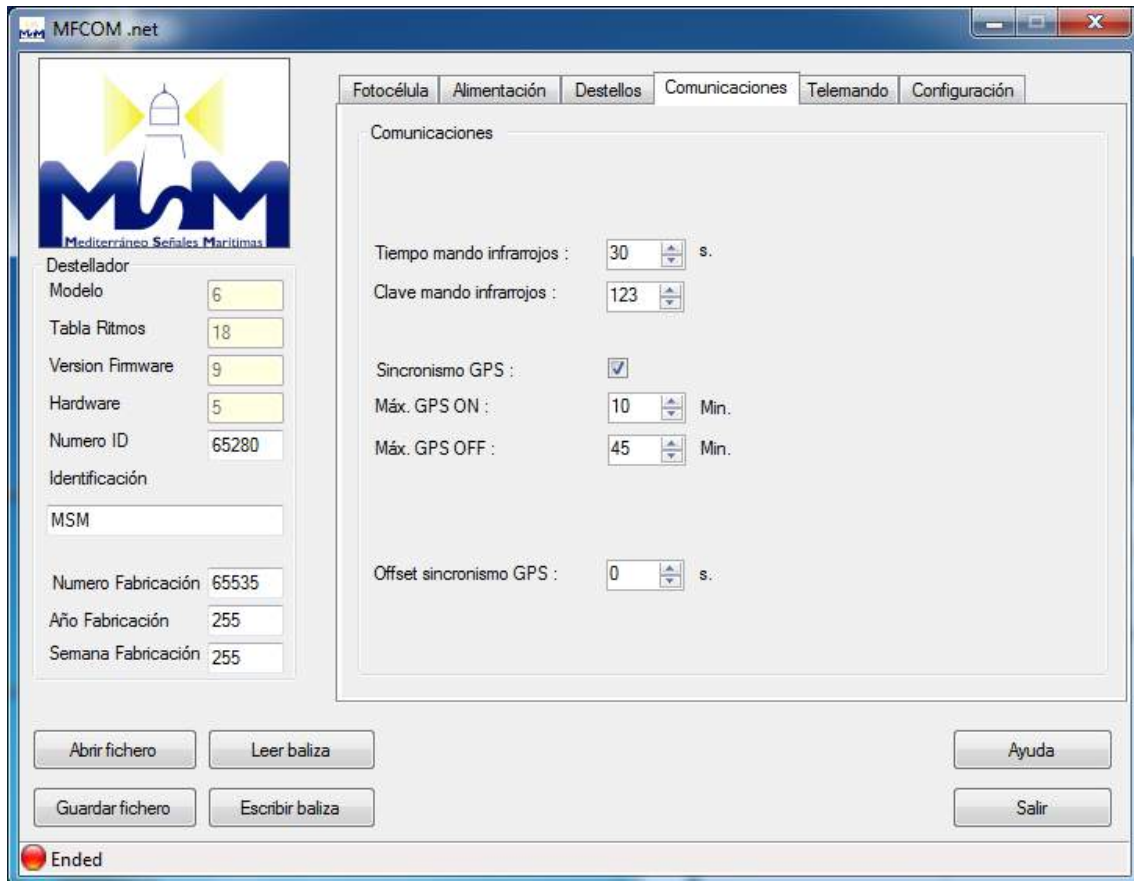 MSM MFCOM .net
MSM
Mediterráneo Señales Maritimas
Destellador
Modelo 6
Tabla Ritmos 18
Version Firmware 9
Hardware 5
Numero ID 65280
Identificación
MSM
Numero Fabricación 65535
Año Fabricación 255
Semana Fabricación 255
Fotocélula Alimentación Destellos Comunicaciones Telemando Configuración
Comunicaciones
Tiempo mando infrarrojos : 30 s.
Clave mando infrarrojos : 123
Sincronismo GPS :
Máx. GPS ON : 10 Min.
Máx. GPS OFF : 45 Min.
Offset sincronismo GPS : 0 s.
Abrir fichero Leer baliza Ayuda
Guardar fichero Escribir baliza Salir
Ended